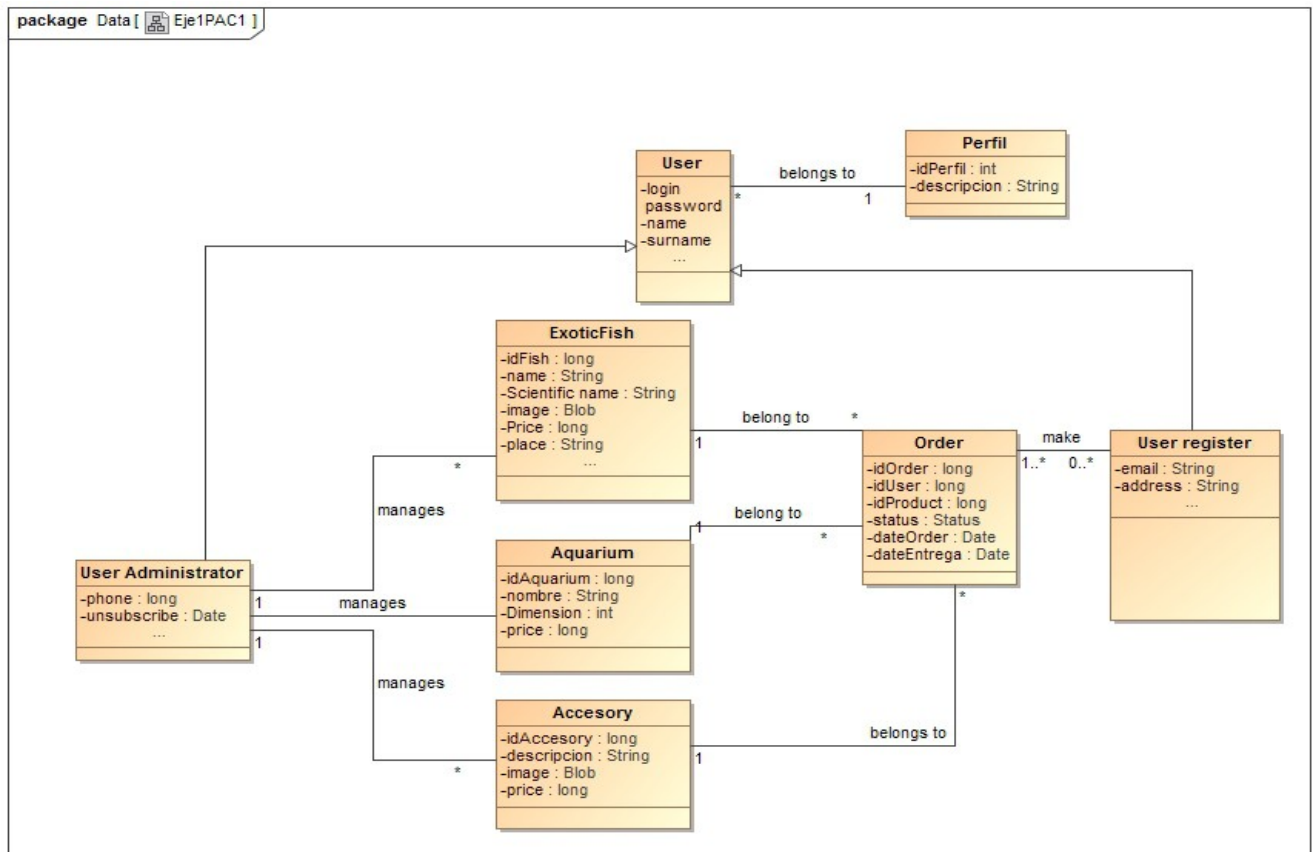 package Data [ Eje1PAC1 ]
Perfil
-idPerfil : int
-descripcion : String
User
-login
password
-name
-surname
...
belongs to
*
1
ExoticFish
-idFish : long
-name : String
-Scientific name : String
-image : Blob
-Price : long
-place : String
...
belong to
*
1
Order
-idOrder : long
-idUser : long
-idProduct : long
-status : Status
-dateOrder : Date
-dateEntrega : Date
make
1..*
0..*
User register
-email : String
-address : String
...
*
manages
belong to
1
*
User Administrator
-phone : long
-unsubscribe : Date
...
1
manages
1
Aquarium
-idAquarium : long
-nombre : String
-Dimension : int
-price : long
*
manages
*
Accesory
-idAccesory : long
-descripcion : String
-image : Blob
-price : long
belongs to
1